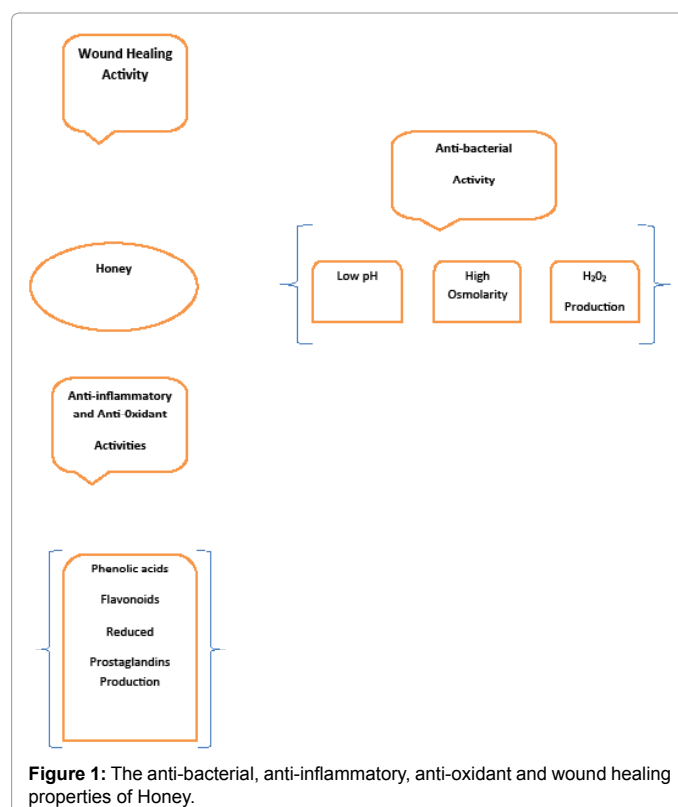 Wound Healing
Activity
Anti-bacterial
Activity
Honey
Low pH
High
Osmolarity
H₂0₂
Production
Anti-inflammatory
and Anti-0xidant
Activities
Phenolic acids
Flavonoids
Reduced
Prostaglandins
Production
Figure 1: The anti-bacterial, anti-inflammatory, anti-oxidant and wound healing
properties of Honey.